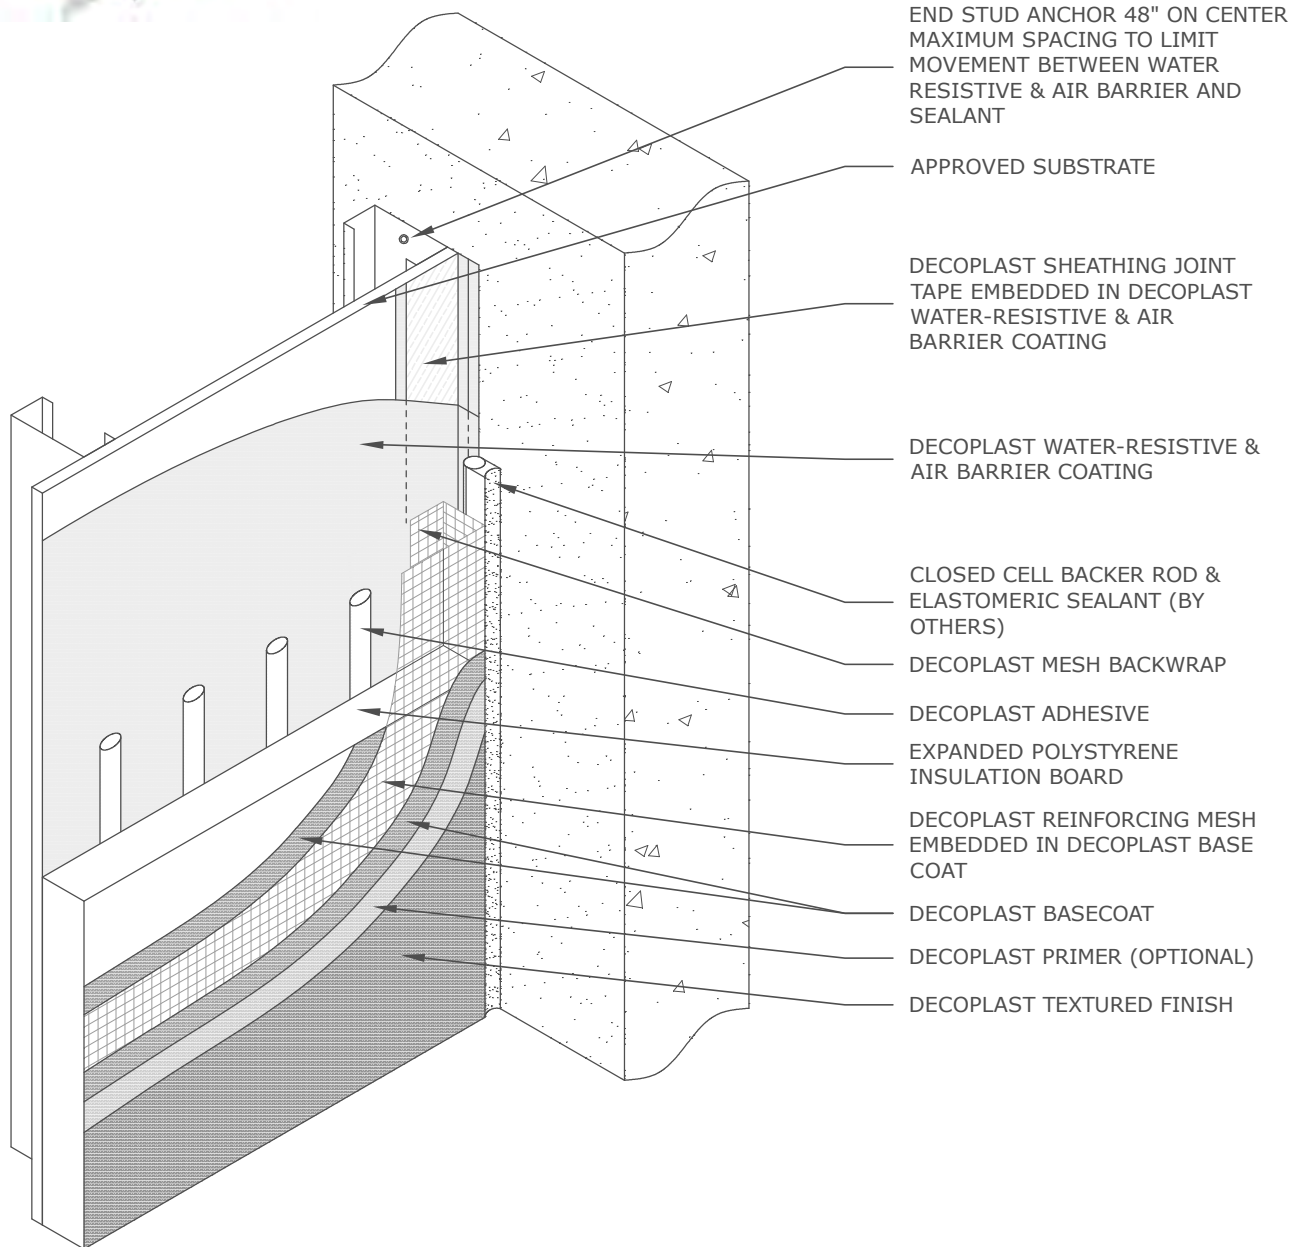 END STUD ANCHOR 48" ON CENTER
MAXIMUM SPACING TO LIMIT
MOVEMENT BETWEEN WATER
RESISTIVE & AIR BARRIER AND
SEALANT
APPROVED SUBSTRATE
DECOPLAST SHEATHING JOINT
TAPE EMBEDDED IN DECOPLAST
WATER-RESISTIVE & AIR
BARRIER COATING
DECOPLAST WATER-RESISTIVE &
AIR BARRIER COATING
CLOSED CELL BACKER ROD &
ELASTOMERIC SEALANT (BY
OTHERS)
DECOPLAST MESH BACKWRAP
DECOPLAST ADHESIVE
EXPANDED POLYSTYRENE
INSULATION BOARD
DECOPLAST REINFORCING MESH
EMBEDDED IN DECOPLAST BASE
COAT
DECOPLAST BASECOAT
DECOPLAST PRIMER (OPTIONAL)
DECOPLAST TEXTURED FINISH